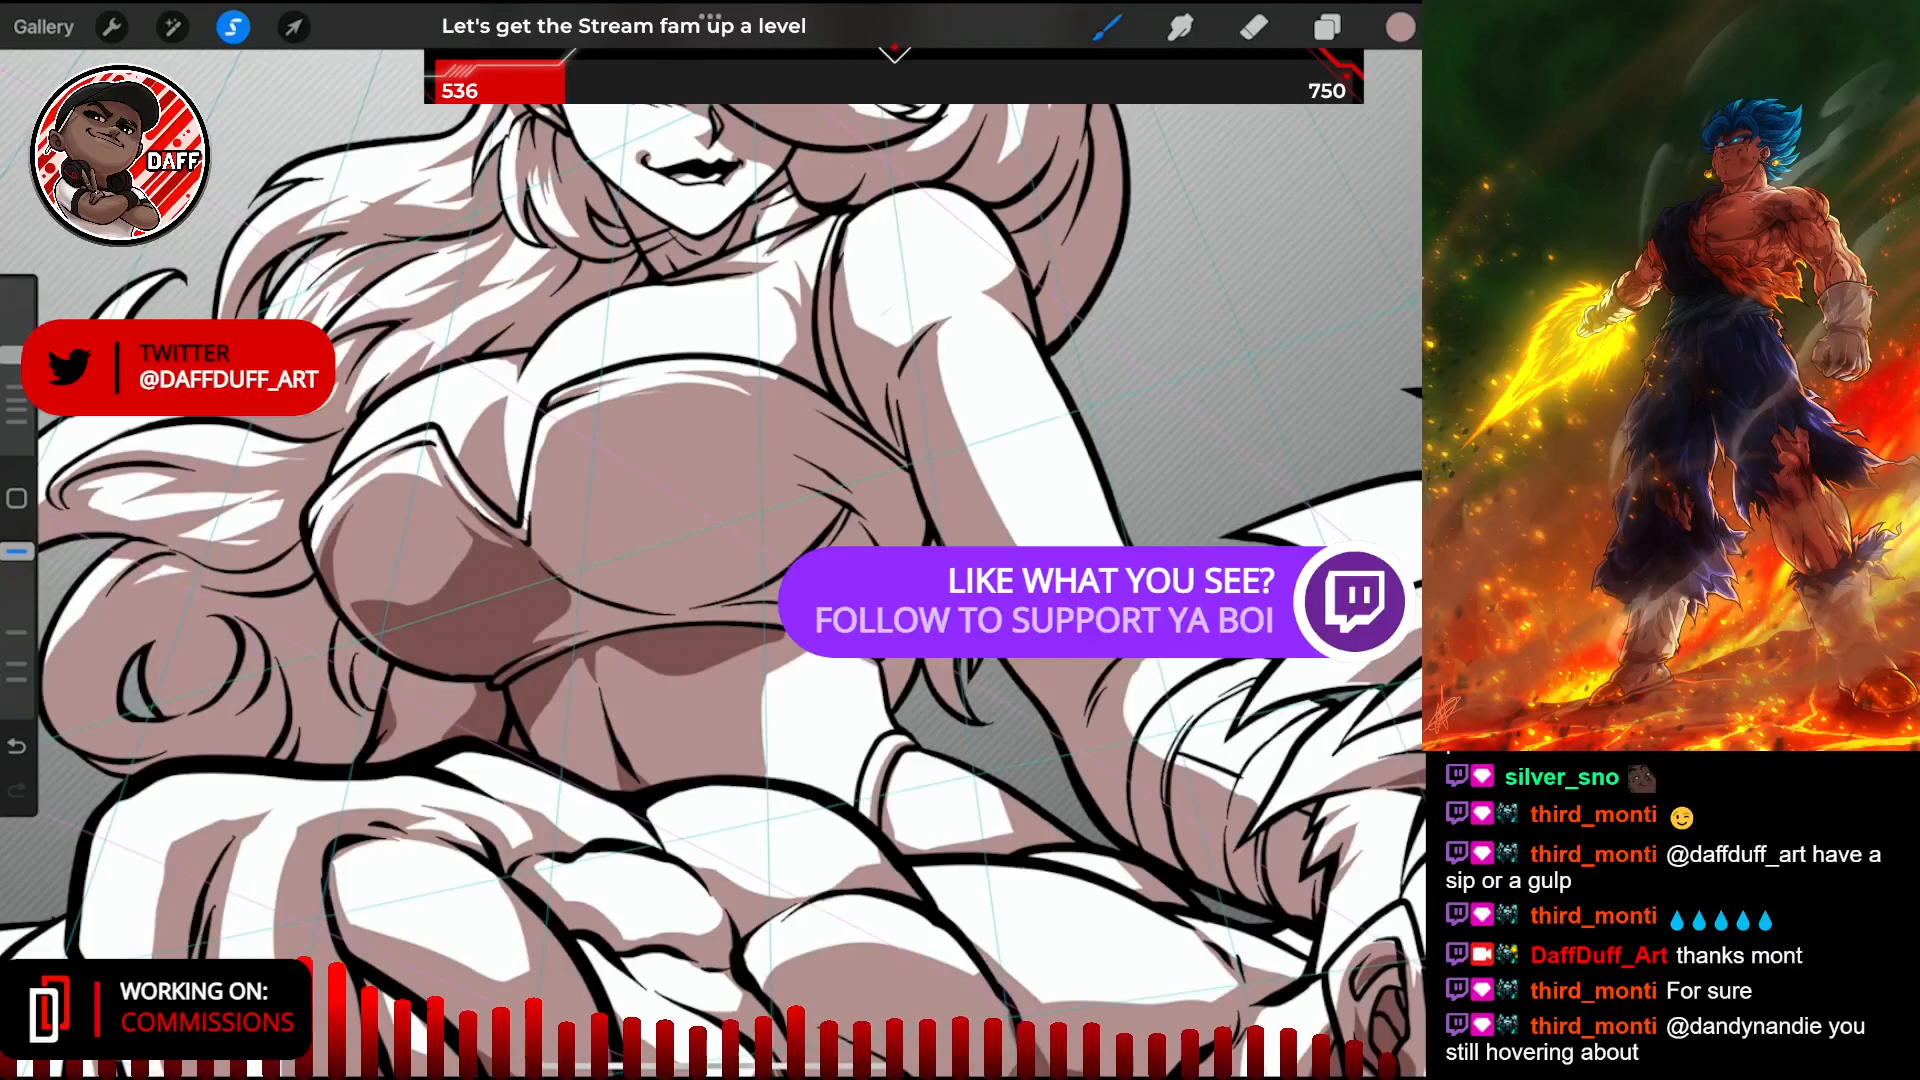 Gallery
Let's get the Stream fam up a level
536
750
DAFF
TWITTER
@DAFFDUFF_ART
LIKE WHAT YOU SEE?
FOLLOW TO SUPPORT YA BOI
WORKING ON:
COMMISSIONS
silver_sno
third_monti 😉
third_monti @daffduff_art have a
sip or a gulp
third_monti 💧💧💧💧💧
DaffDuff_Art thanks mont
third_monti For sure
third_monti @dandynandie you
still hovering about